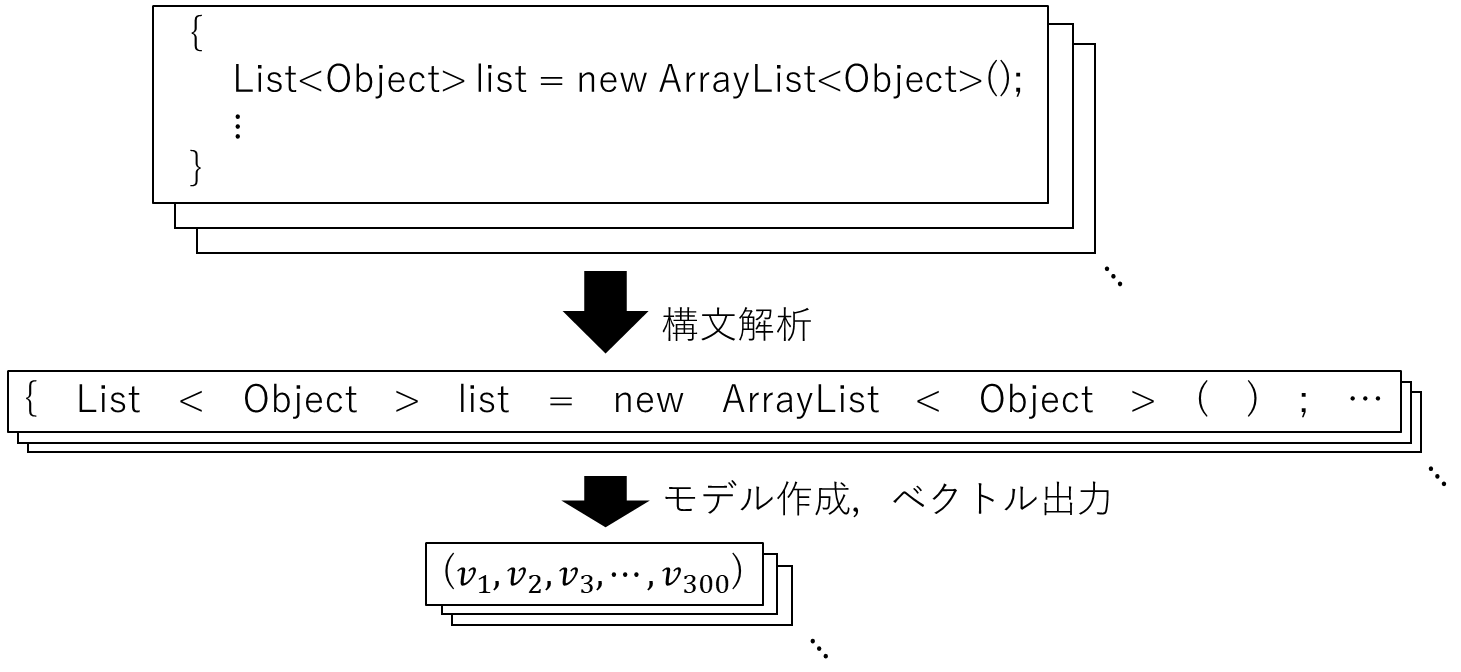 {
List<Object> list = new ArrayList<Object>();
⋮
}
⋱
構文解析
{ List < Object > list = new ArrayList < Object > ( ) ; …
⋱
モデル作成，ベクトル出力
(v₁, v₂, v₃, ⋯ , v₃₀₀)
⋱